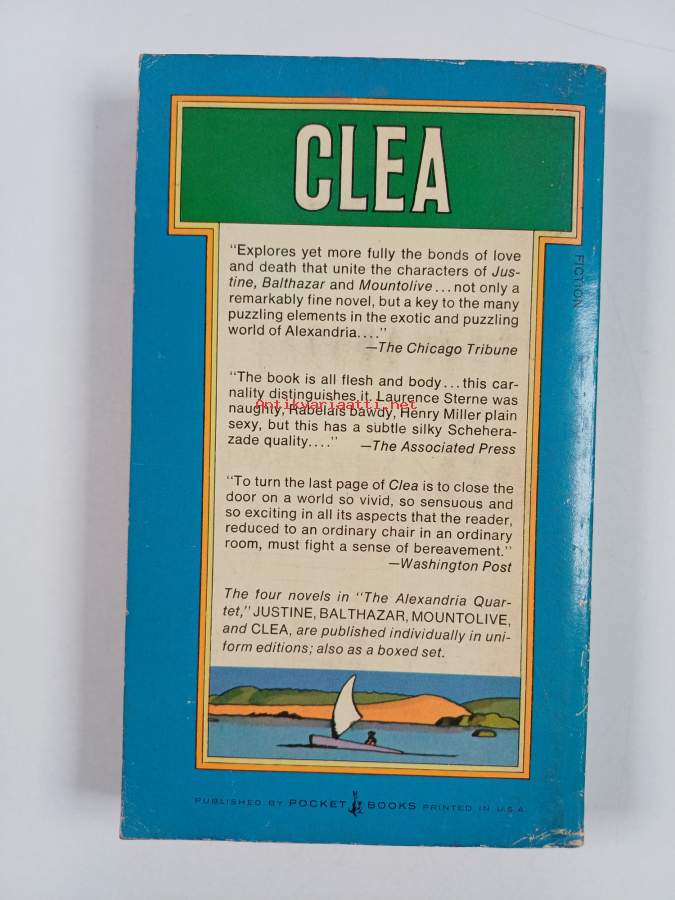 CLEA
"Explores yet more fully the bonds of love
and death that unite the characters of Jus-
tine, Balthazar and Mountolive...not only a
remarkably fine novel, but a key to the many
puzzling elements in the exotic and puzzling
world of Alexandria...."
—The Chicago Tribune
"The book is all flesh and body...this car-
nality distinguishes it. Laurence Sterne was
Antikvariaatti.net
naughty, Rabelais bawdy, Henry Miller plain
sexy, but this has a subtle silky Schehera-
zade quality...." —The Associated Press
"To turn the last page of Clea is to close the
door on a world so vivid, so sensuous and
so exciting in all its aspects that the reader,
reduced to an ordinary chair in an ordinary
room, must fight a sense of bereavement."
—Washington Post
The four novels in "The Alexandria Quar-
tet," JUSTINE, BALTHAZAR, MOUNTOLIVE,
and CLEA, are published individually in uni-
form editions; also as a boxed set.
PUBLISHED BY POCKET BOOKS PRINTED IN U.S.A.
FICTION